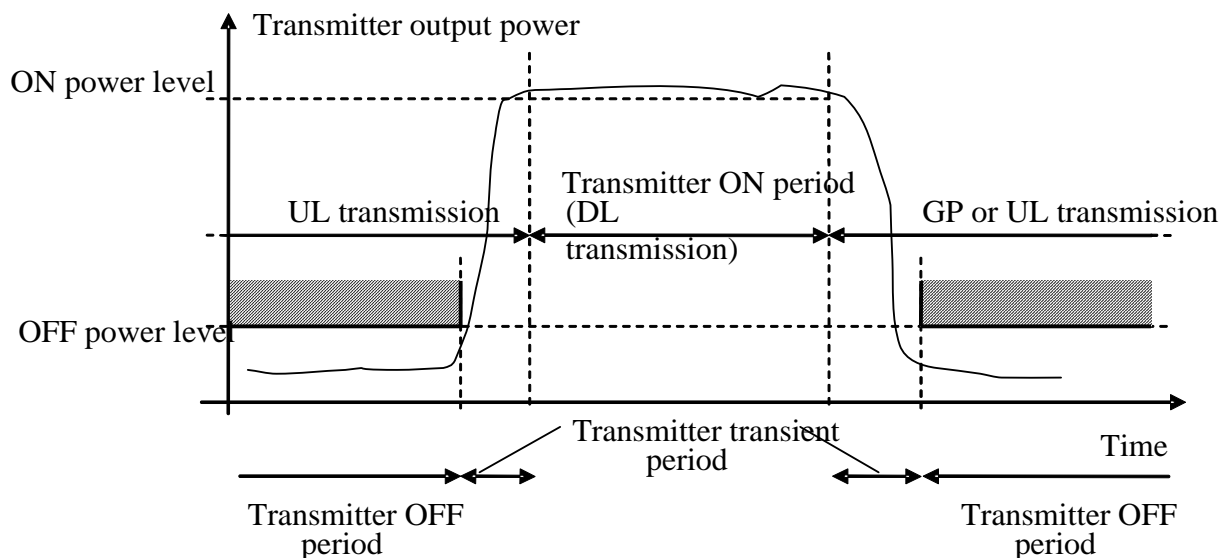 Transmitter output power
ON power level
Transmitter ON period
UL transmission
(DL
GP or UL transmission
transmission)
OFF power level
Transmitter transient
period
Time
Transmitter OFF
period
Transmitter OFF
period